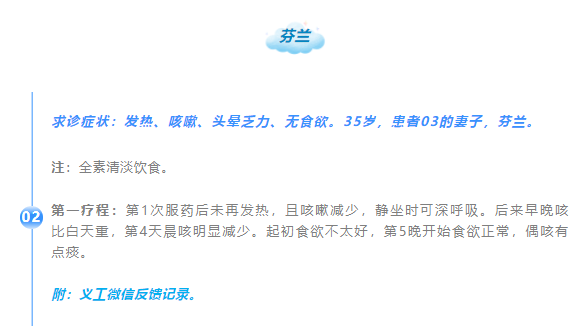 芬兰
求诊症状：发热、咳嗽、头晕乏力、无食欲。35岁，患者03的妻子，芬兰。
注：全素清淡饮食。
02
第一疗程：第1次服药后未再发热，且咳嗽减少，静坐时可深呼吸。后来早晚咳
比白天重，第4天晨咳明显减少。起初食欲不太好，第5晚开始食欲正常，偶咳有
点痰。
附：义工微信反馈记录。